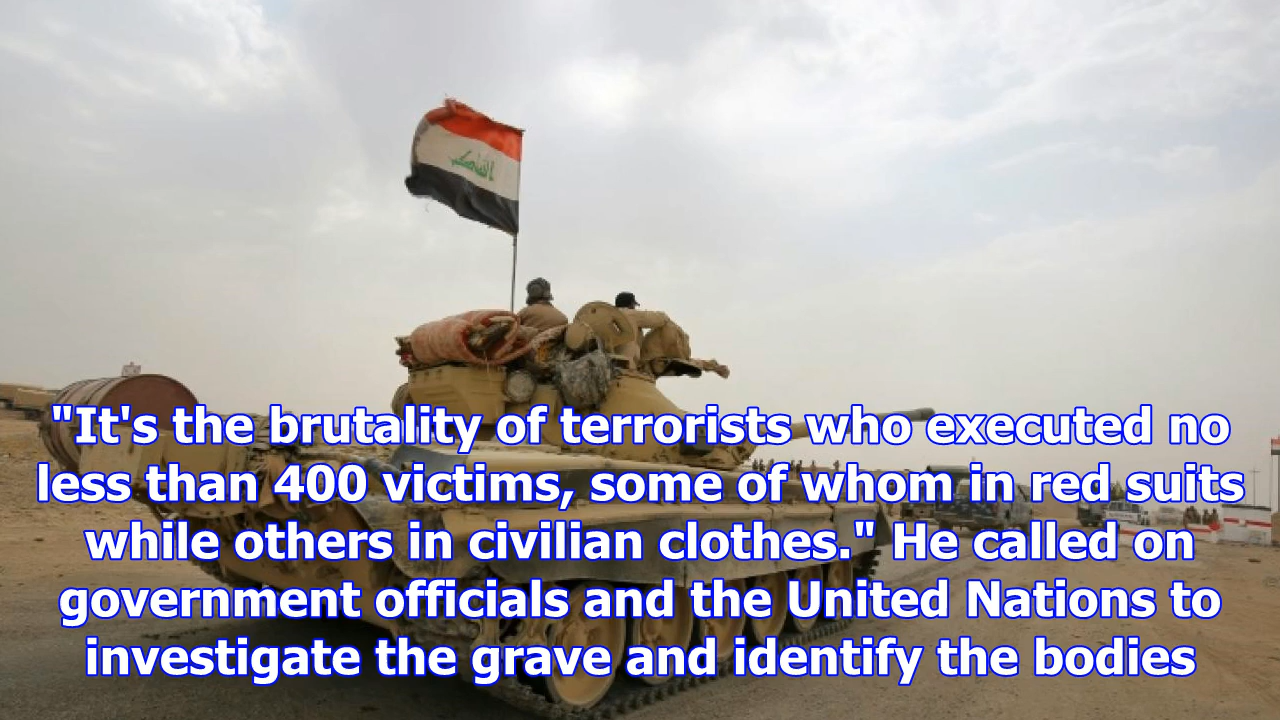 "It's the brutality of terrorists who executed no
less than 400 victims, some of whom in red suits
while others in civilian clothes." He called on
government officials and the United Nations to
investigate the grave and identify the bodies